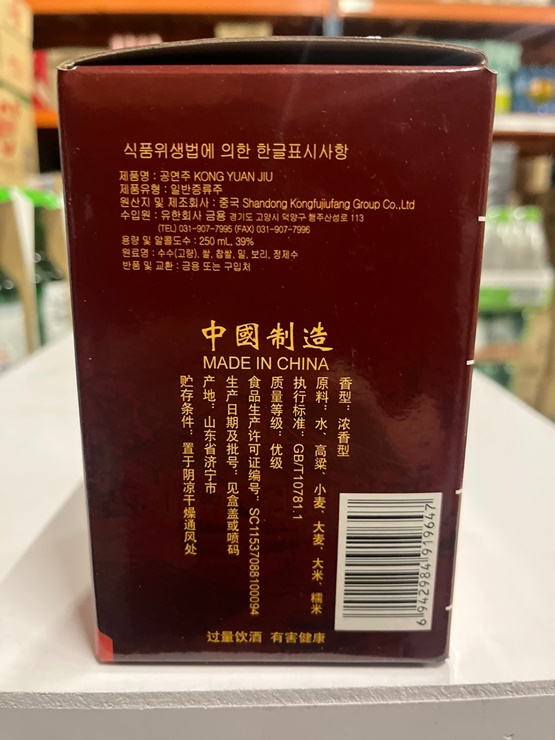 식품위생법에 의한 한글표시사항
제품명 : 공연주 KONG YUAN JIU
제품유형 : 일반증류주
원산지 및 제조회사 : 중국 Shandong Kongfujiufang Group Co.,Ltd
수입원 : 유한회사 금용 경기도 고양시 덕양구 행주산성로 113
(TEL) 031-907-7995 (FAX) 031-907-7996
용량 및 알콜도수 : 250 mL, 39%
원료명 : 수수(고량), 쌀, 찹쌀, 밀, 보리, 정제수
반품 및 교환 : 금용 또는 구입처
中國制造
MADE IN CHINA
香型：浓香型
原料：水、高粱、小麦、大麦、大米、糯米
执行标准：GB/T10781.1
质量等级：优级
食品生产许可证编号：SC11537088100094
生产日期及批号：见盒盖或喷码
产地：山东省济宁市
贮存条件：置于阴凉干燥通风处
6 942984 919647
过量饮酒 有害健康